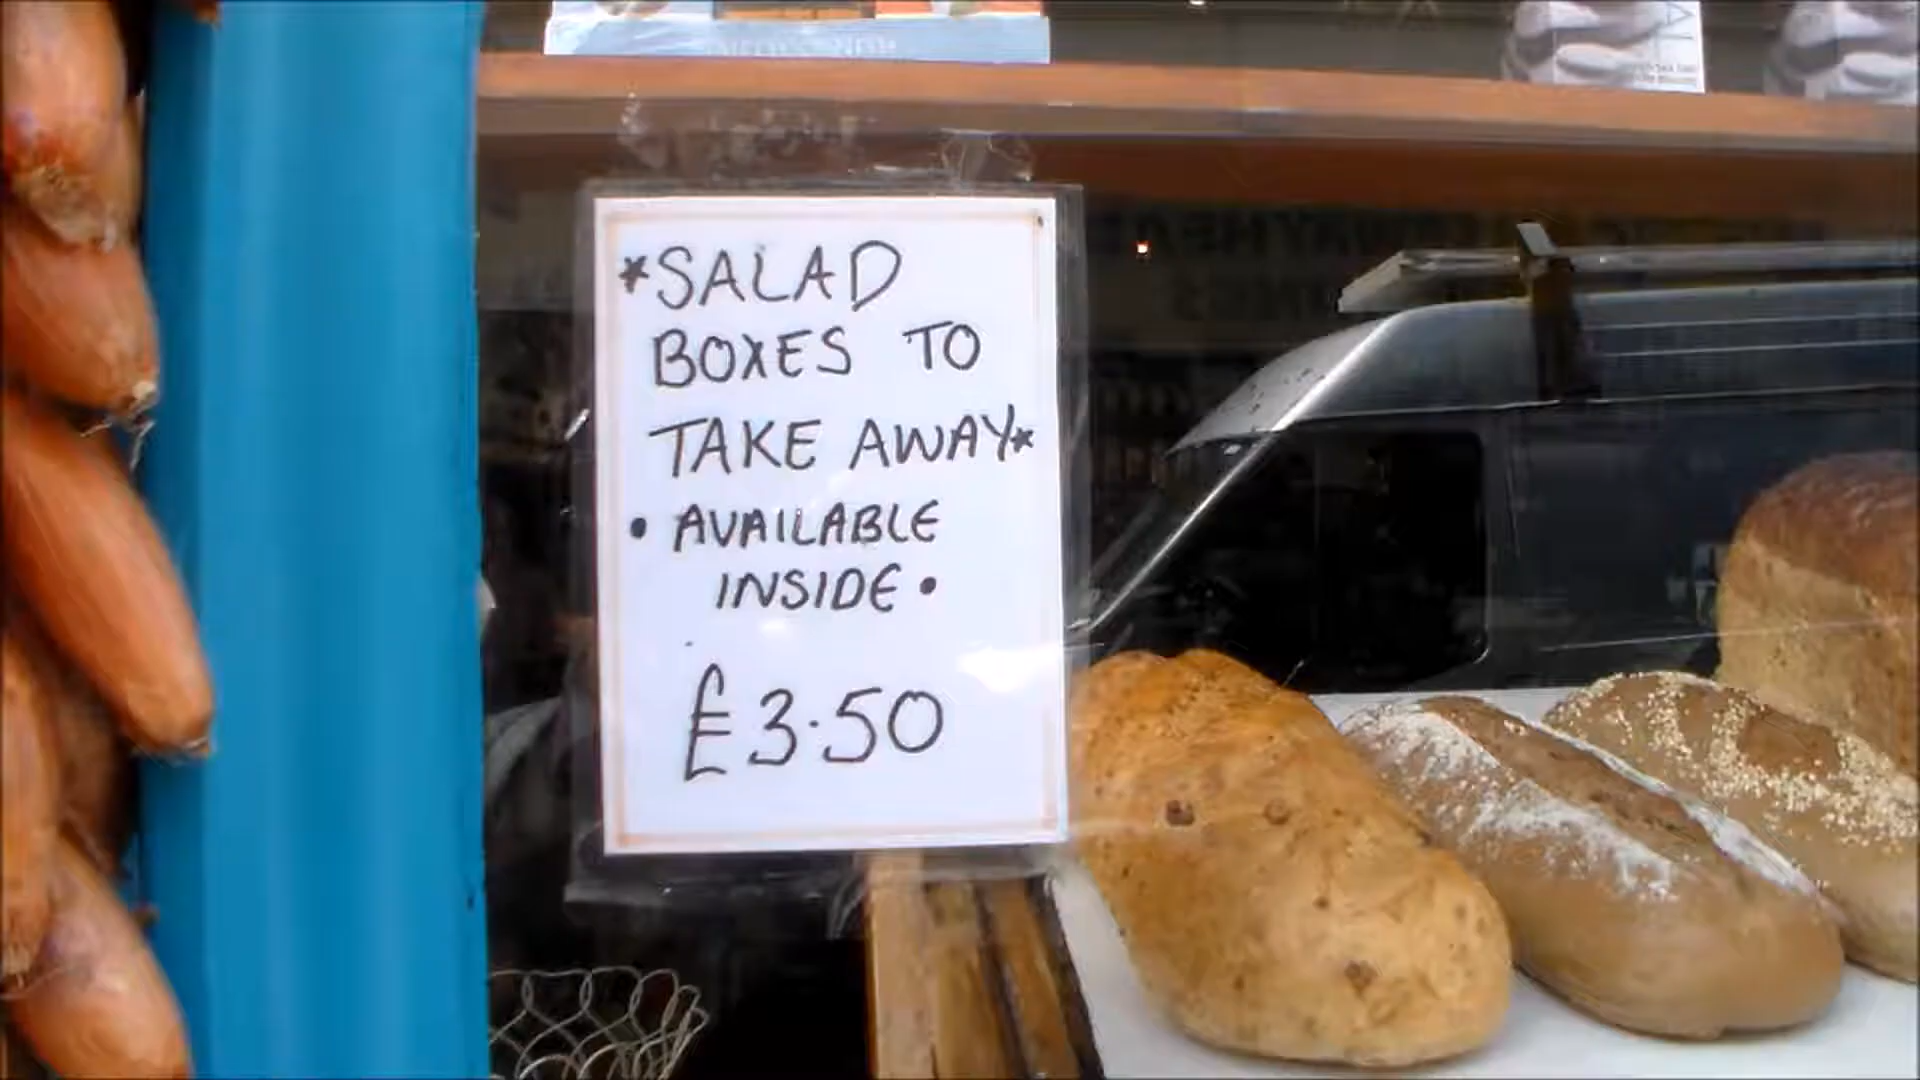 *SALAD
BOXES TO
TAKE AWAY*
• AVAILABLE
INSIDE •
£3.50